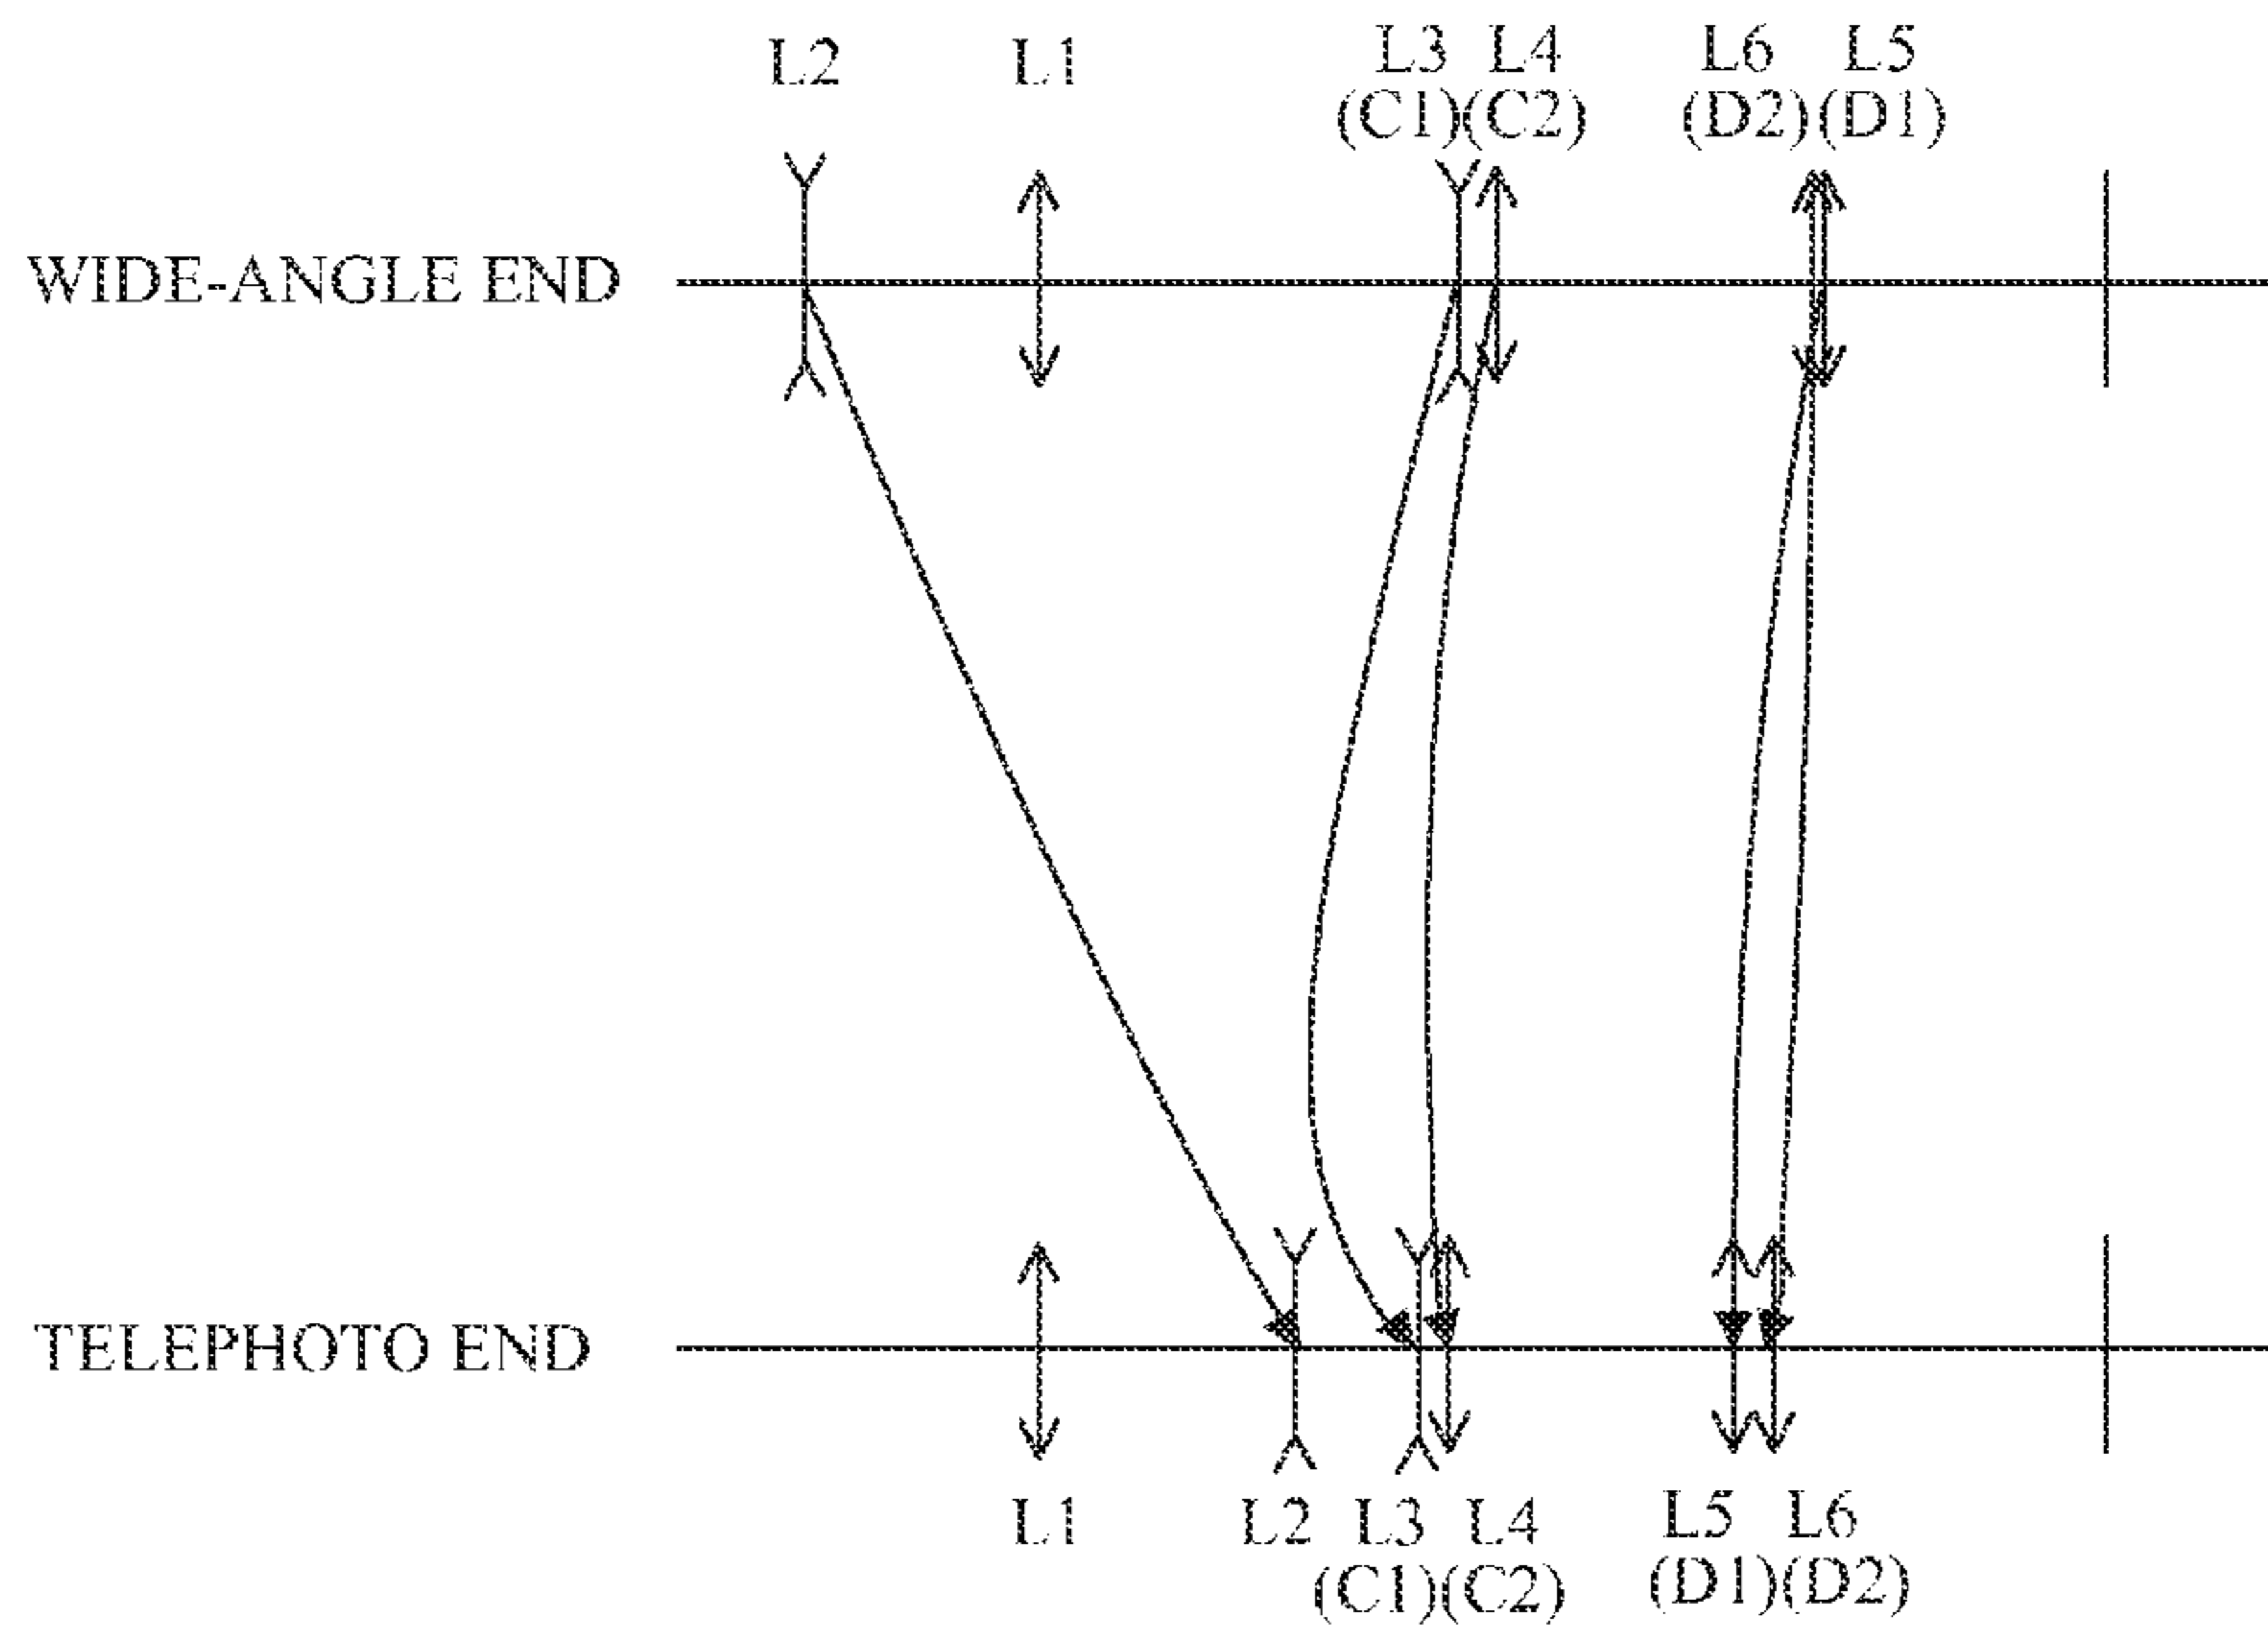 L2 L1 L3 L4 L6 L5
(C1)(C2) (D2)(D1)
WIDE-ANGLE END
TELEPHOTO END
L1 L2 L3 L4 L5 L6
(C1)(C2) (D1)(D2)